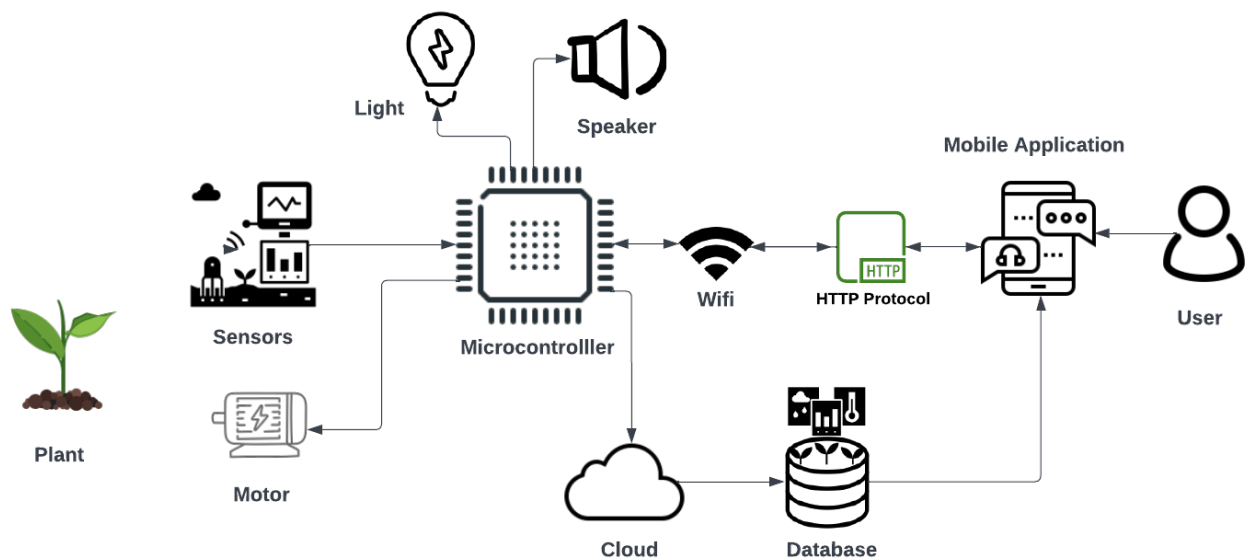 Light
Speaker
Mobile Application
HTTP
Wifi
HTTP Protocol
User
Sensors
Microcontrolller
Plant
Motor
Cloud
Database